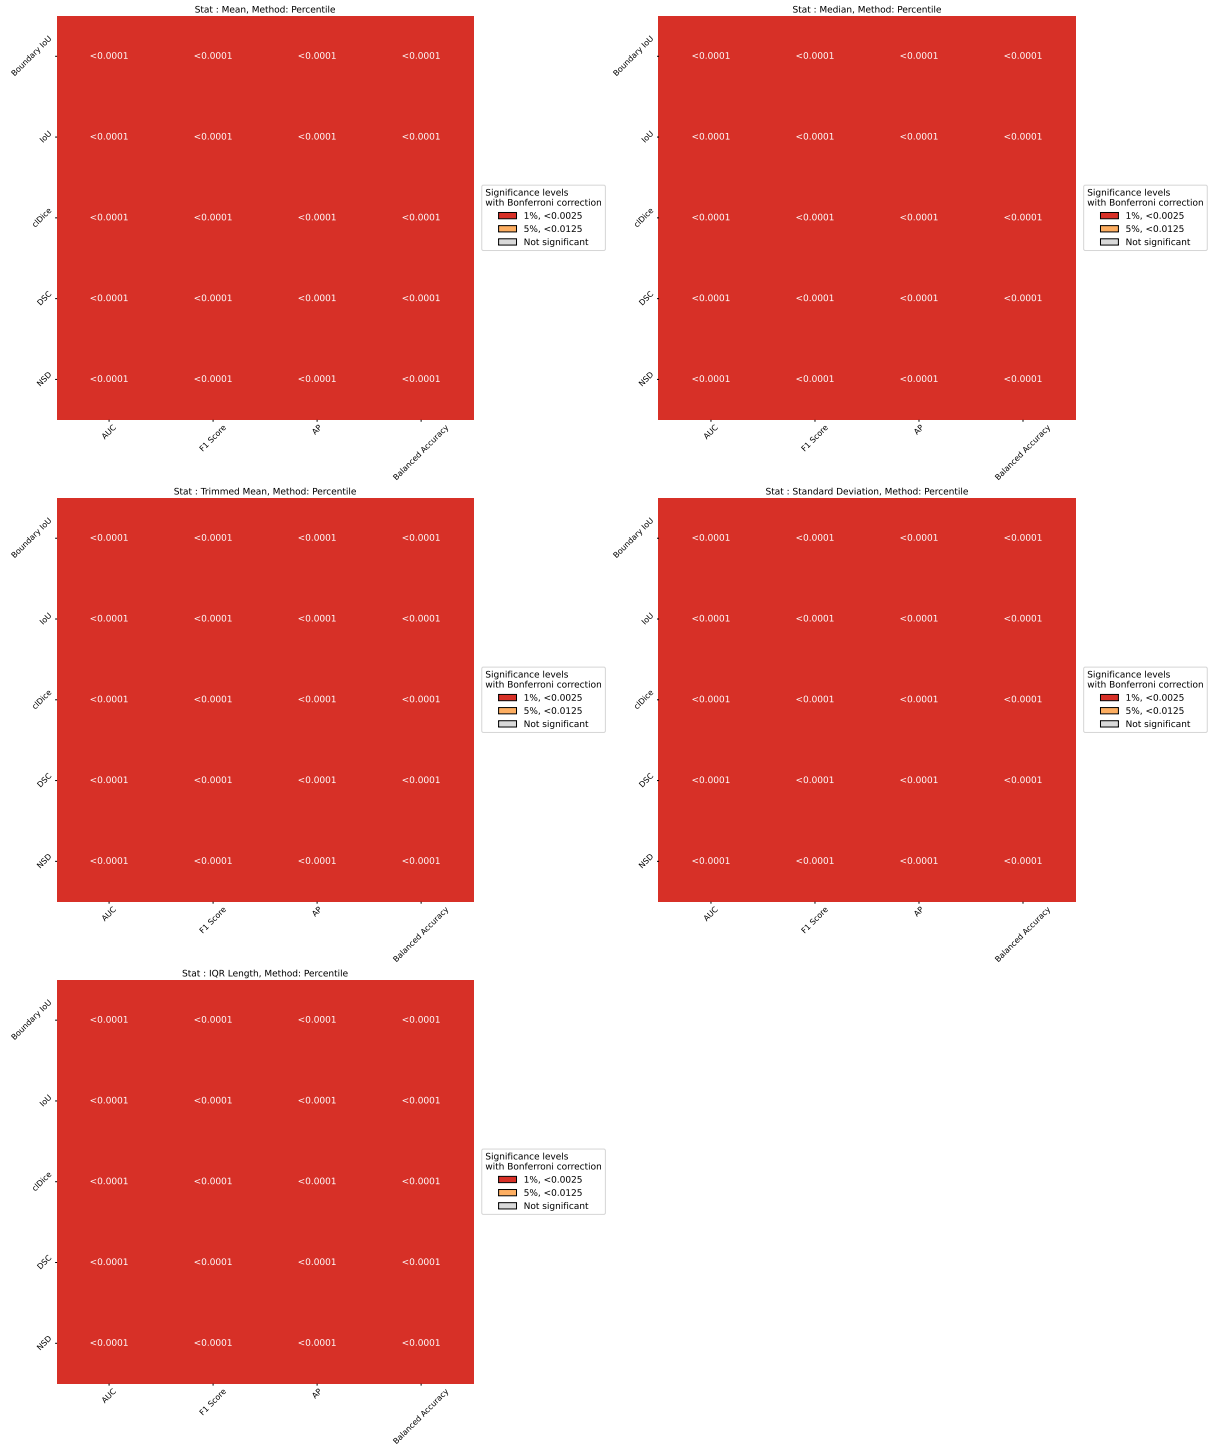 Stat : Mean, Method: Percentile
Boundary IoU
<0.0001 <0.0001 <0.0001 <0.0001
IoU
<0.0001 <0.0001 <0.0001 <0.0001
clDice
<0.0001 <0.0001 <0.0001 <0.0001
DSC
<0.0001 <0.0001 <0.0001 <0.0001
NSD
<0.0001 <0.0001 <0.0001 <0.0001
AUC
F1 Score
AP
Balanced Accuracy
Significance levels
with Bonferroni correction
1%, <0.0025
5%, <0.0125
Not significant
Stat : Median, Method: Percentile
Boundary IoU
<0.0001 <0.0001 <0.0001 <0.0001
IoU
<0.0001 <0.0001 <0.0001 <0.0001
clDice
<0.0001 <0.0001 <0.0001 <0.0001
DSC
<0.0001 <0.0001 <0.0001 <0.0001
NSD
<0.0001 <0.0001 <0.0001 <0.0001
AUC
F1 Score
AP
Balanced Accuracy
Significance levels
with Bonferroni correction
1%, <0.0025
5%, <0.0125
Not significant
Stat : Trimmed Mean, Method: Percentile
Boundary IoU
<0.0001 <0.0001 <0.0001 <0.0001
IoU
<0.0001 <0.0001 <0.0001 <0.0001
clDice
<0.0001 <0.0001 <0.0001 <0.0001
DSC
<0.0001 <0.0001 <0.0001 <0.0001
NSD
<0.0001 <0.0001 <0.0001 <0.0001
AUC
F1 Score
AP
Balanced Accuracy
Significance levels
with Bonferroni correction
1%, <0.0025
5%, <0.0125
Not significant
Stat : Standard Deviation, Method: Percentile
Boundary IoU
<0.0001 <0.0001 <0.0001 <0.0001
IoU
<0.0001 <0.0001 <0.0001 <0.0001
clDice
<0.0001 <0.0001 <0.0001 <0.0001
DSC
<0.0001 <0.0001 <0.0001 <0.0001
NSD
<0.0001 <0.0001 <0.0001 <0.0001
AUC
F1 Score
AP
Balanced Accuracy
Significance levels
with Bonferroni correction
1%, <0.0025
5%, <0.0125
Not significant
Stat : IQR Length, Method: Percentile
Boundary IoU
<0.0001 <0.0001 <0.0001 <0.0001
IoU
<0.0001 <0.0001 <0.0001 <0.0001
clDice
<0.0001 <0.0001 <0.0001 <0.0001
DSC
<0.0001 <0.0001 <0.0001 <0.0001
NSD
<0.0001 <0.0001 <0.0001 <0.0001
AUC
F1 Score
AP
Balanced Accuracy
Significance levels
with Bonferroni correction
1%, <0.0025
5%, <0.0125
Not significant